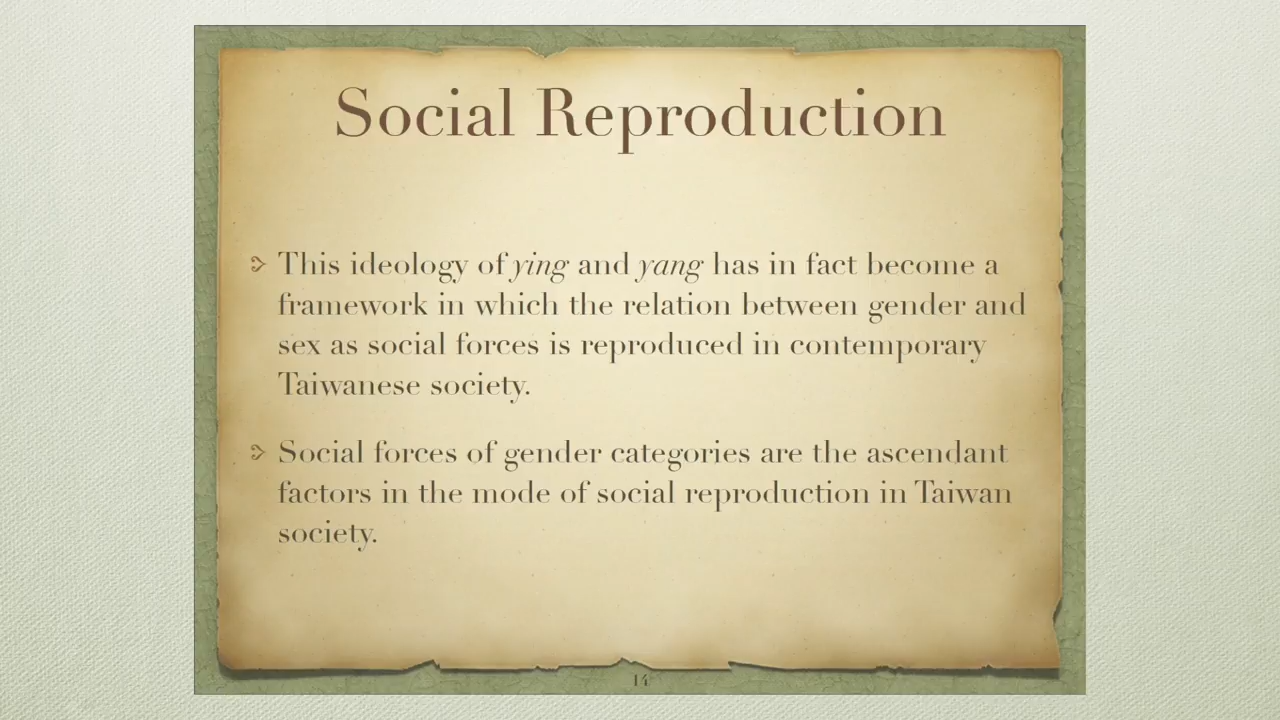 Social Reproduction
This ideology of ying and yang has in fact become a
framework in which the relation between gender and
sex as social forces is reproduced in contemporary
Taiwanese society.
Social forces of gender categories are the ascendant
factors in the mode of social reproduction in Taiwan
society.
14